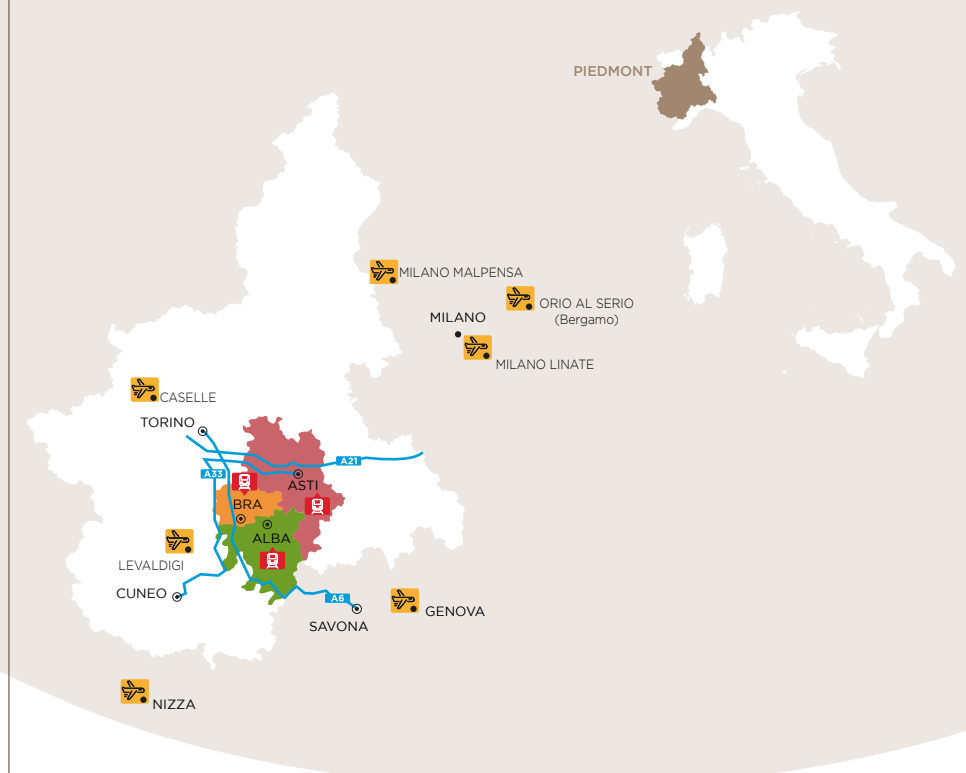 PIEDMONT
MILANO MALPENSA
ORIO AL SERIO
(Bergamo)
MILANO
MILANO LINATE
CASELLE
TORINO
A21
A33
ASTI
BRA
ALBA
LEVALDIGI
CUNEO
A6
SAVONA
GENOVA
NIZZA